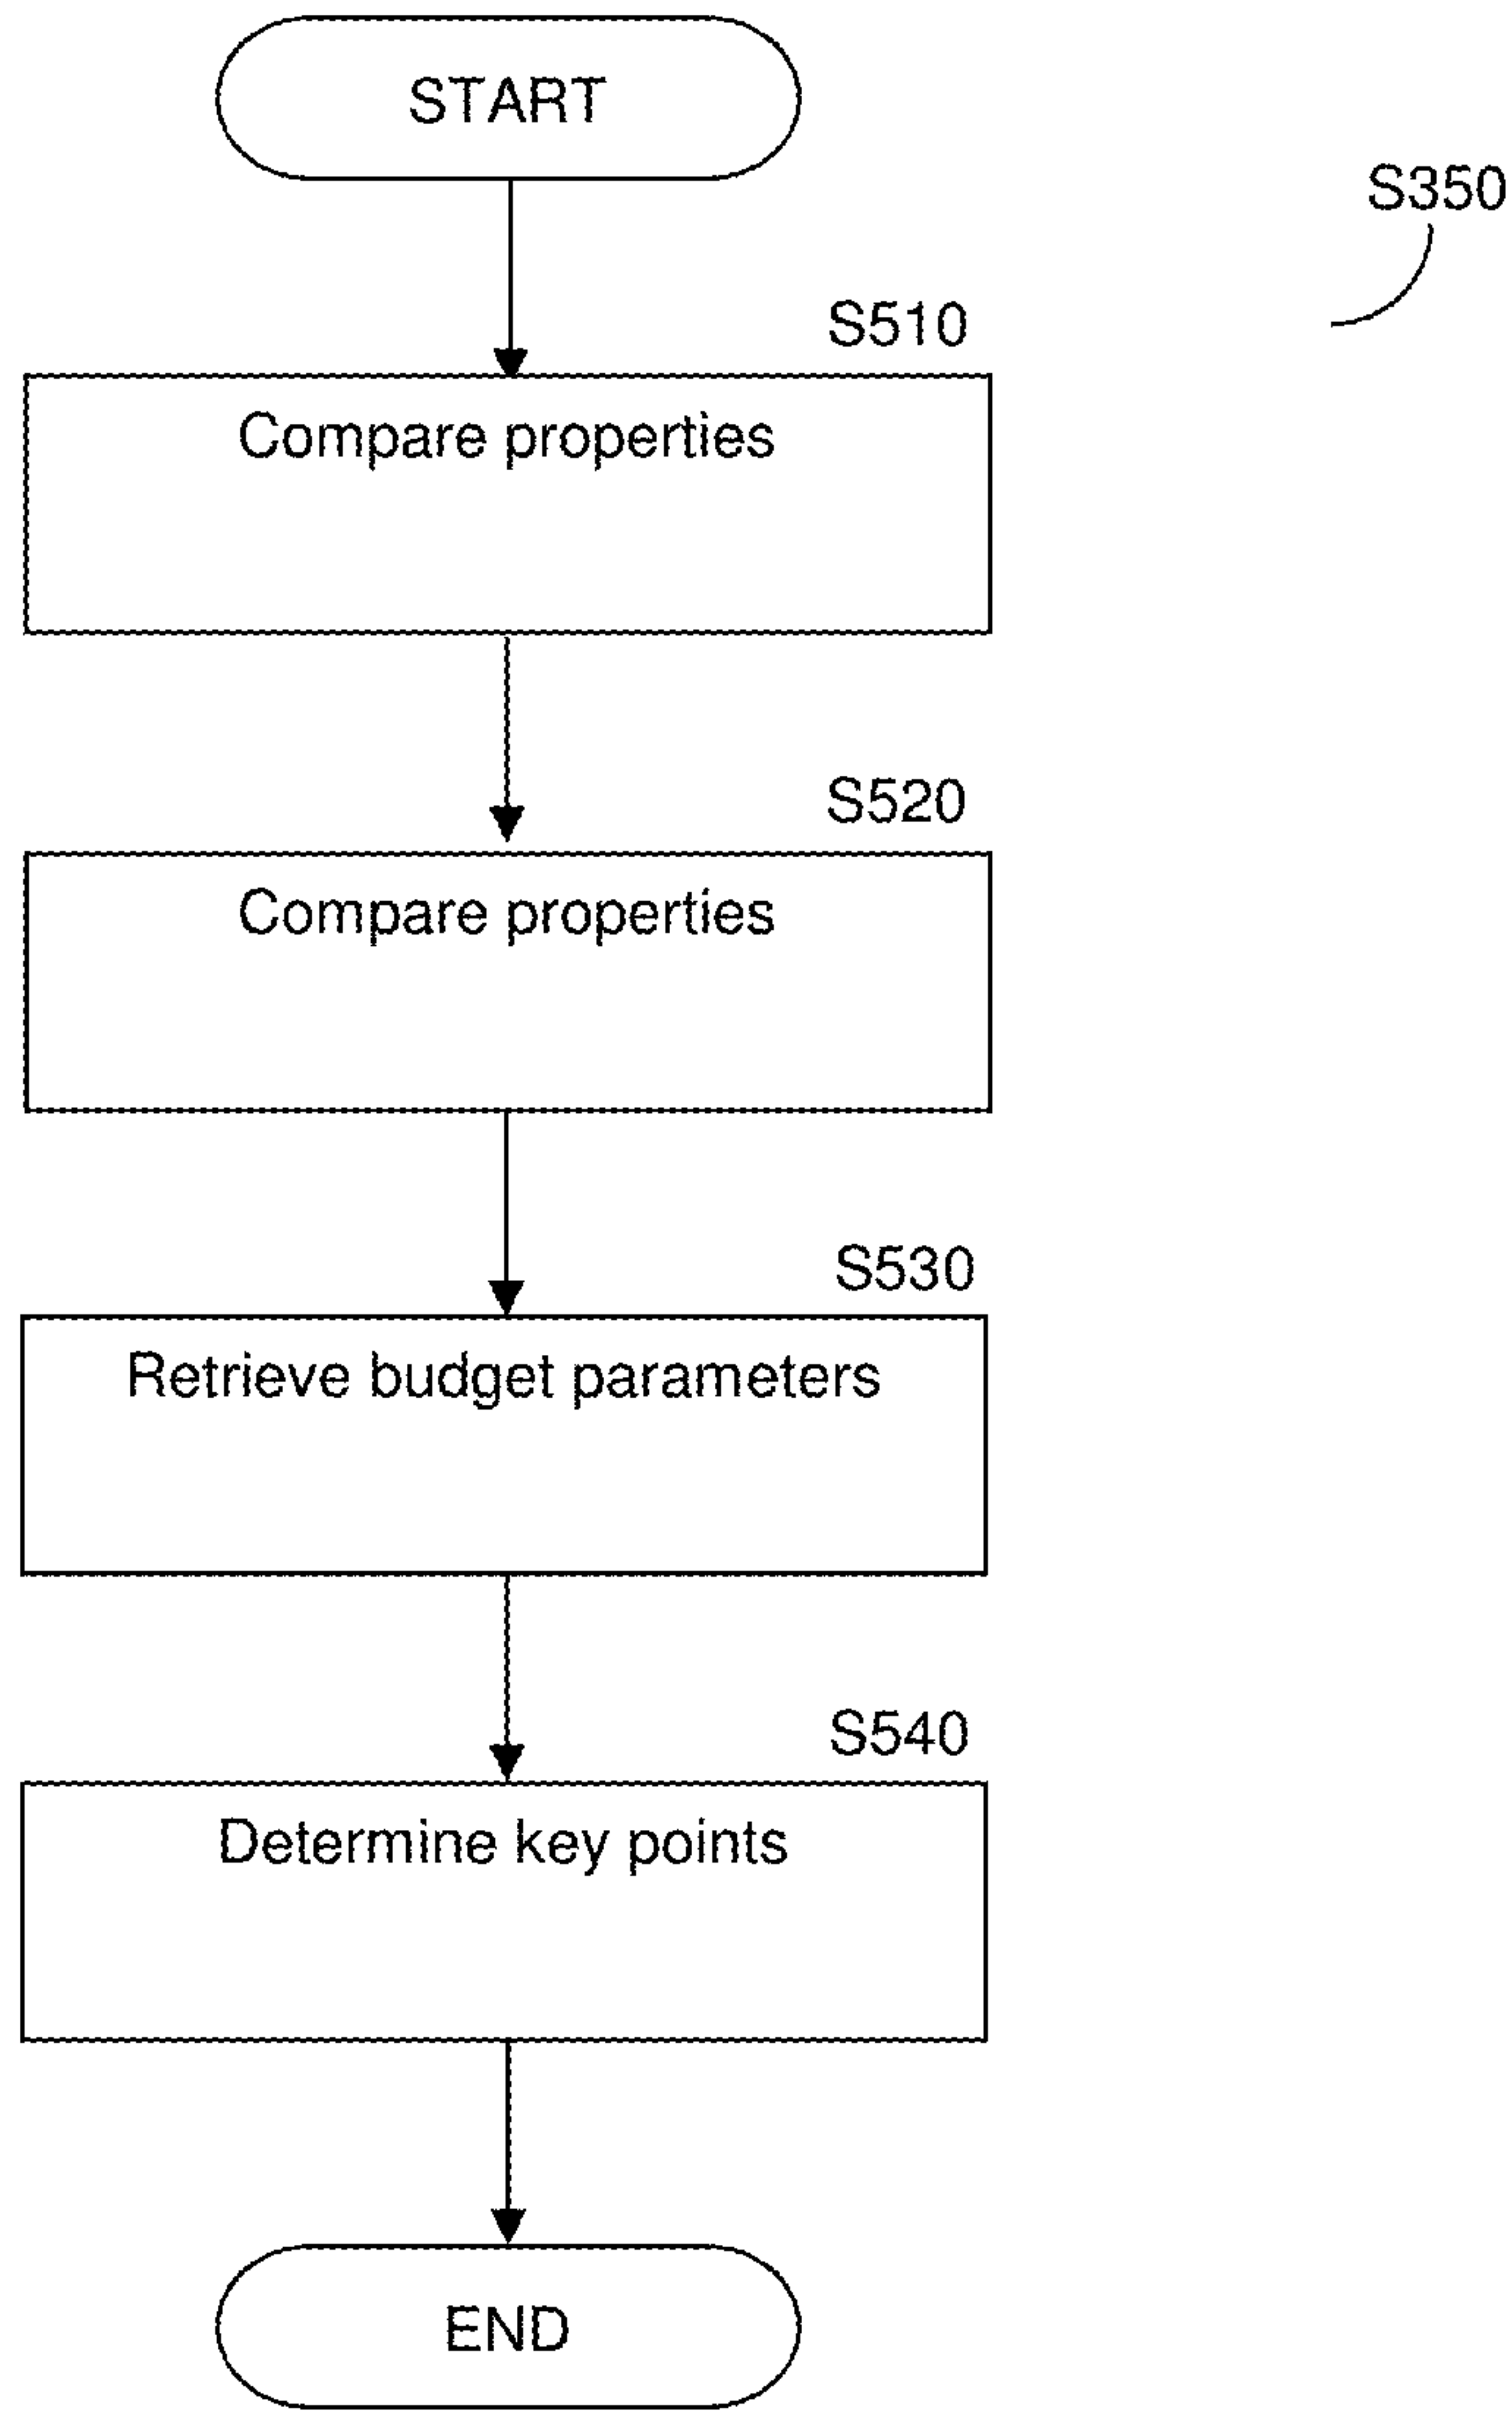 START
S350
S510
Compare properties
S520
Compare properties
S530
Retrieve budget parameters
S540
Determine key points
END